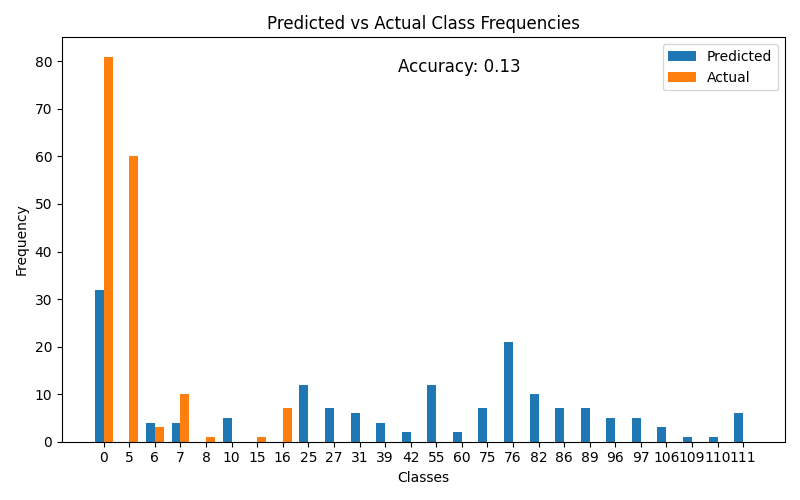 Predicted vs Actual Class Frequencies
Accuracy: 0.13
Predicted
Actual
80
70
60
50
40
30
20
10
0
Frequency
0 5 6 7 8 10 15 16 25 27 31 39 42 55 60 75 76 82 86 89 96 97 106 109 110 111
Classes